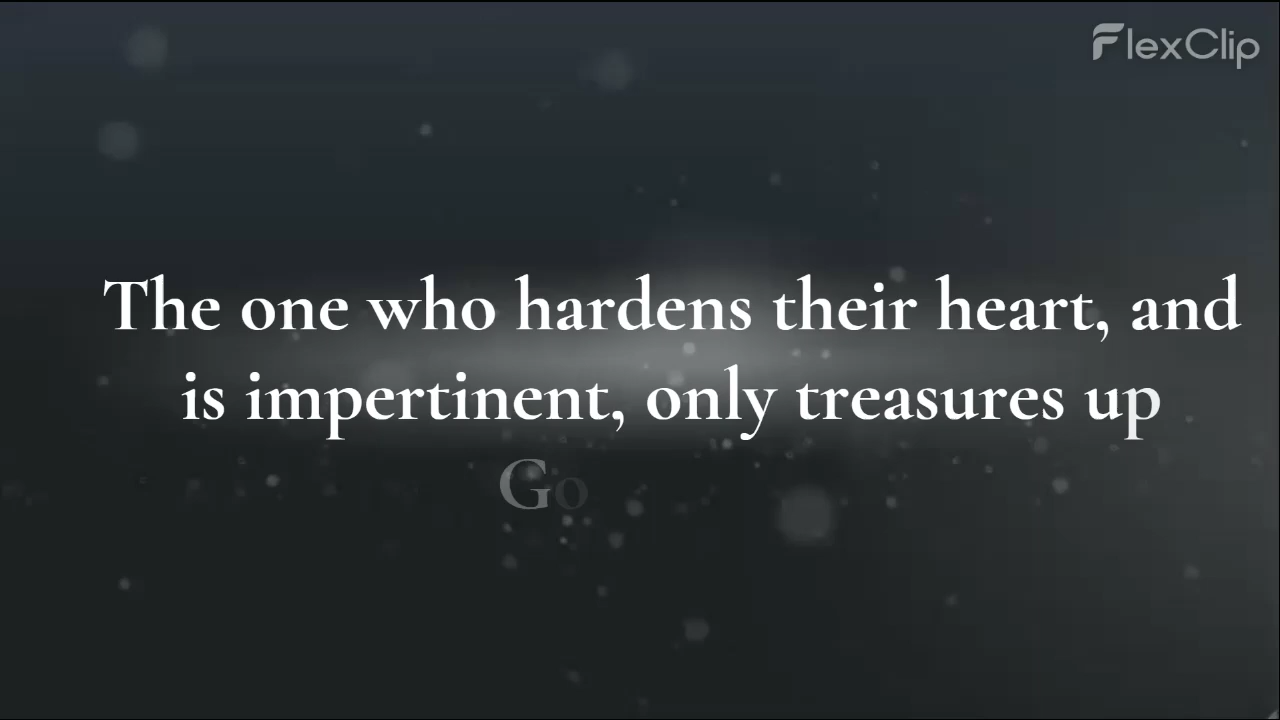 FlexClip
The one who hardens their heart, and
is impertinent, only treasures up
Go